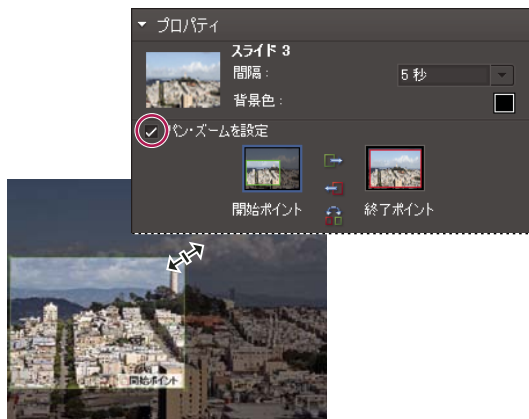 プロパティ
スライド 3
間隔 :
5 秒
背景色 :
パン・ズームを設定
開始ポイント
終了ポイント
開始ポイント